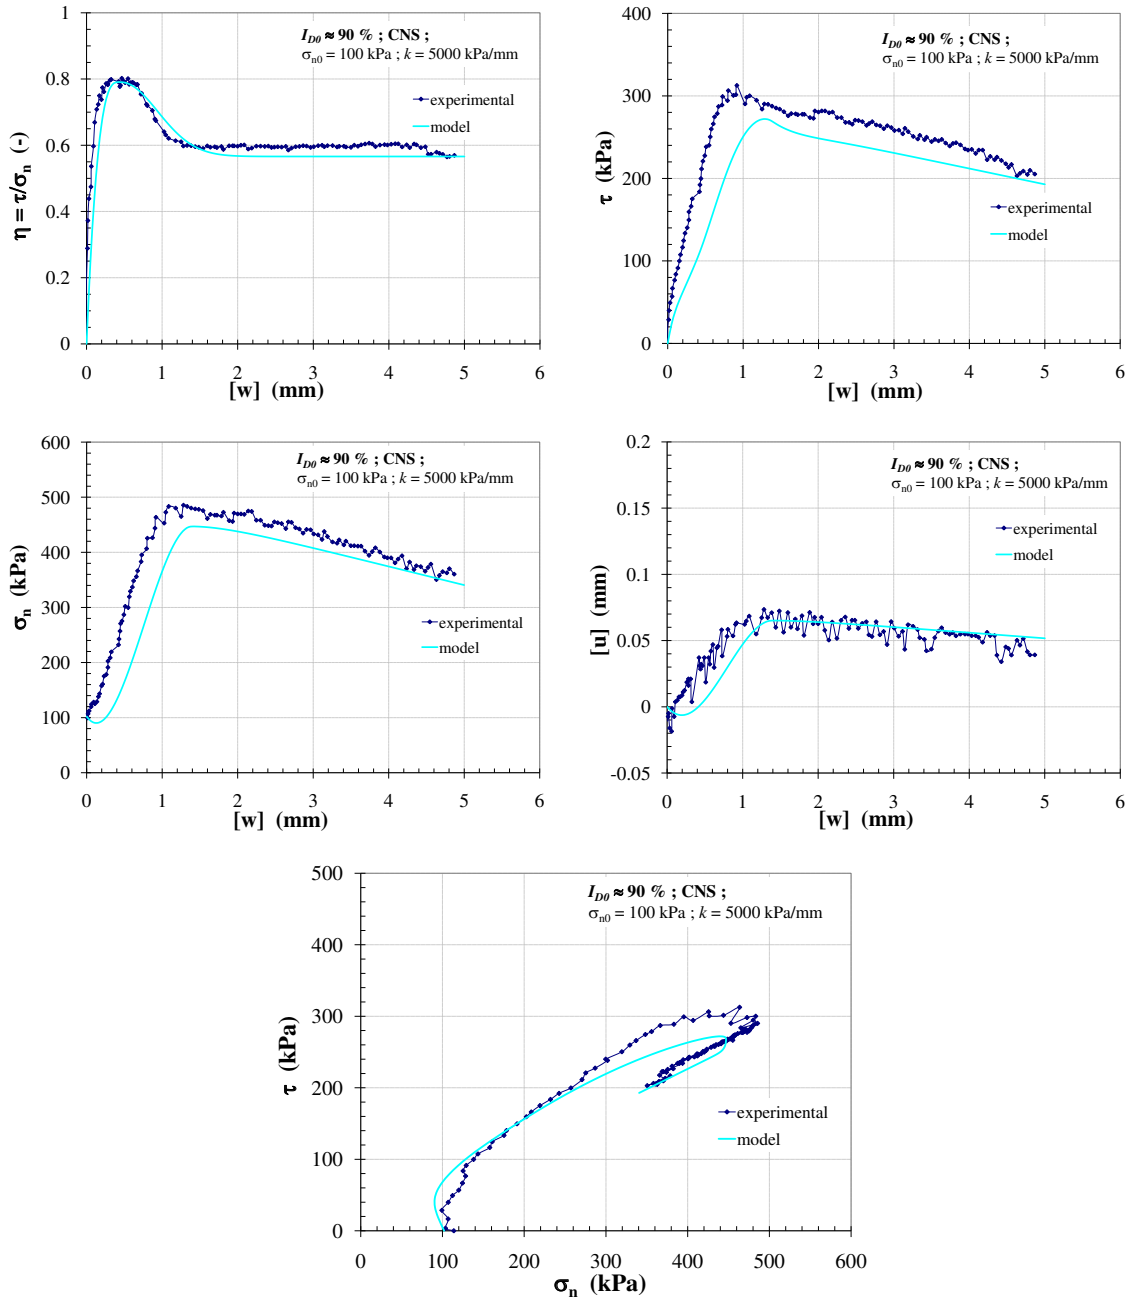 1
0.8
0.6
0.4
0.2
0
η = τ/σn (-)
I_D0 ≈ 90 % ; CNS ;
σn0 = 100 kPa ; k = 5000 kPa/mm
experimental
model
0 1 2 3 4 5 6
[w] (mm)
400
300
200
100
0
τ (kPa)
I_D0 ≈ 90 % ; CNS ;
σn0 = 100 kPa ; k = 5000 kPa/mm
experimental
model
0 1 2 3 4 5 6
[w] (mm)
600
500
400
300
200
100
0
σn (kPa)
I_D0 ≈ 90 % ; CNS ;
σn0 = 100 kPa ; k = 5000 kPa/mm
experimental
model
0 1 2 3 4 5 6
[w] (mm)
0.2
0.15
0.1
0.05
0
-0.05
[u] (mm)
I_D0 ≈ 90 % ; CNS ;
σn0 = 100 kPa ; k = 5000 kPa/mm
experimental
model
0 1 2 3 4 5 6
[w] (mm)
500
400
300
200
100
0
τ (kPa)
I_D0 ≈ 90 % ; CNS ;
σn0 = 100 kPa ; k = 5000 kPa/mm
experimental
model
0 100 200 300 400 500 600
σn (kPa)